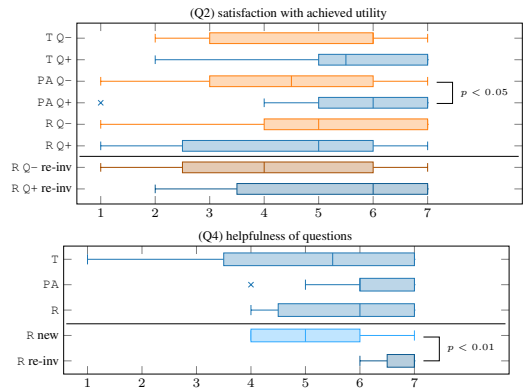 (Q2) satisfaction with achieved utility
T Q−
T Q+
PA Q−
PA Q+
R Q−
R Q+
R Q− re-inv
R Q+ re-inv
p < 0.05
1 2 3 4 5 6 7
(Q4) helpfulness of questions
T
PA
R
R new
R re-inv
p < 0.01
1 2 3 4 5 6 7